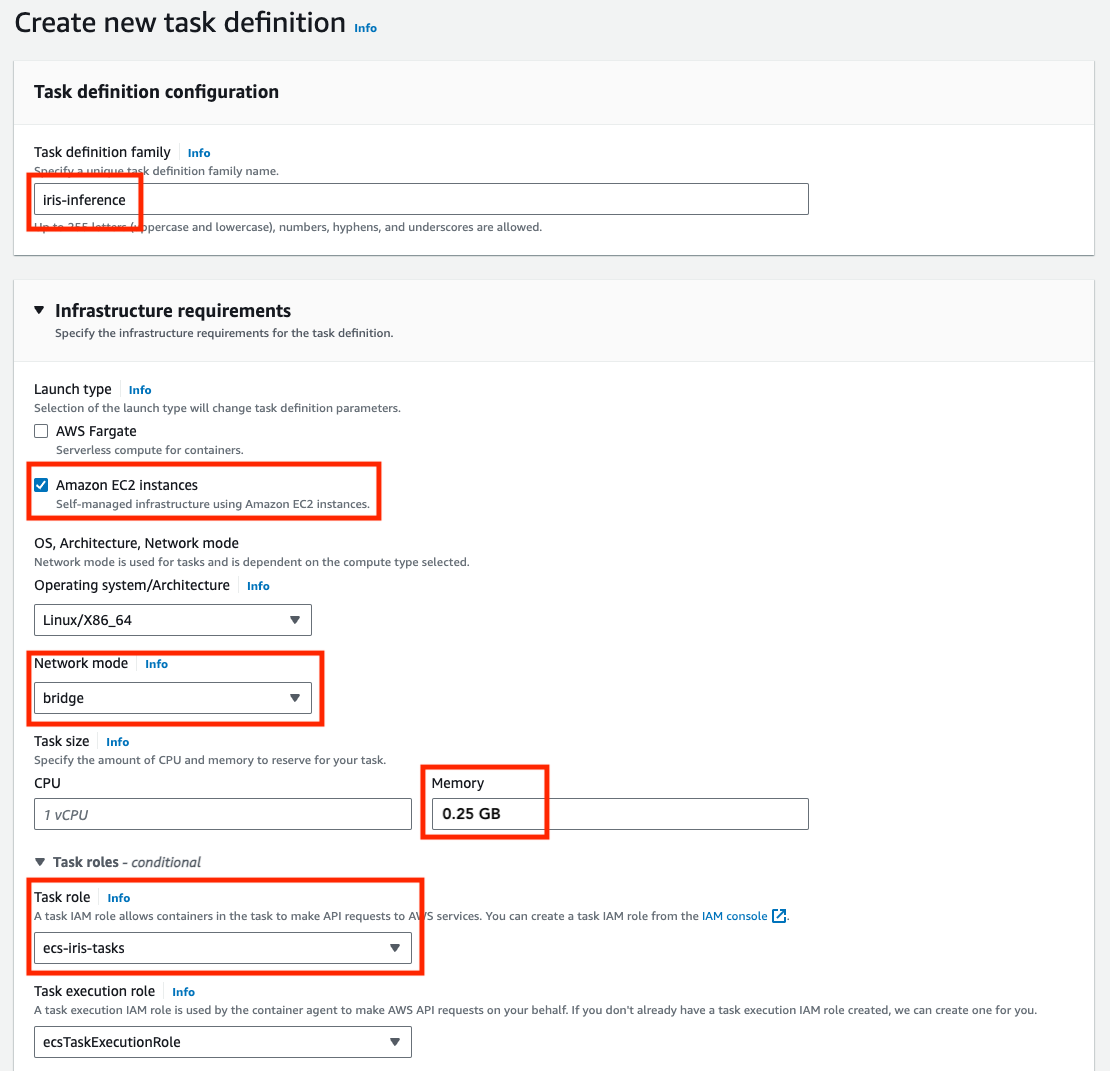 Create new task definition Info
Task definition configuration
Task definition family Info
Specify a unique task definition family name.
iris-inference
Up to 255 letters (uppercase and lowercase), numbers, hyphens, and underscores are allowed.
Infrastructure requirements
Specify the infrastructure requirements for the task definition.
Launch type Info
Selection of the launch type will change task definition parameters.
AWS Fargate
Serverless compute for containers.
Amazon EC2 instances
Self-managed infrastructure using Amazon EC2 instances.
OS, Architecture, Network mode
Network mode is used for tasks and is dependent on the compute type selected.
Operating system/Architecture Info
Linux/X86_64
Network mode Info
bridge
Task size Info
Specify the amount of CPU and memory to reserve for your task.
CPU Memory
1 vCPU 0.25 GB
Task roles - conditional
Task role Info
A task IAM role allows containers in the task to make API requests to AWS services. You can create a task IAM role from the IAM console.
ecs-iris-tasks
Task execution role Info
A task execution IAM role is used by the container agent to make AWS API requests on your behalf. If you don't already have a task execution IAM role created, we can create one for you.
ecsTaskExecutionRole